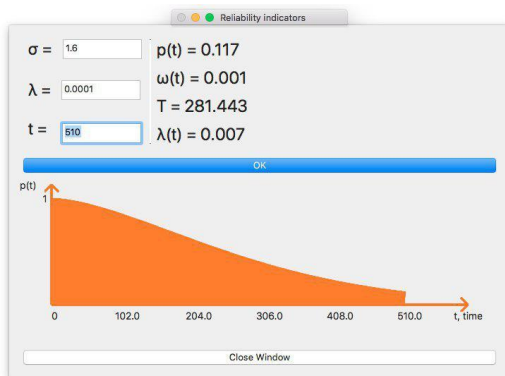 Reliability indicators
σ = 1.6
λ = 0.0001
t = 510
p(t) = 0.117
ω(t) = 0.001
T = 281.443
λ(t) = 0.007
OK
p(t)
1
0 102.0 204.0 306.0 408.0 510.0 t, time
Close Window